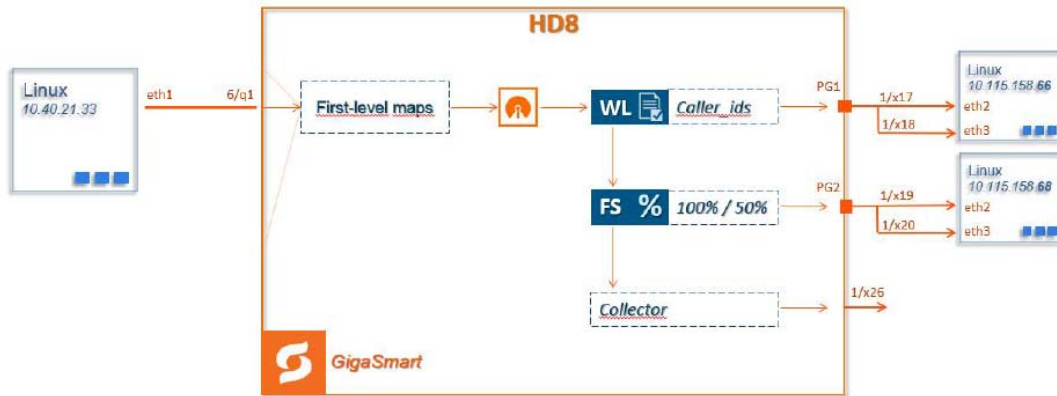 HD8
Linux
10.40.21.33
eth1
6/q1
First-level maps
WL
Caller_ids
PG1
1/x17
1/x18
Linux
10 115.158.66
eth2
eth3
FS %
100% / 50%
PG2
1/x19
1/x20
Linux
10 115.158.68
eth2
eth3
Collector
1/x26
GigaSmart